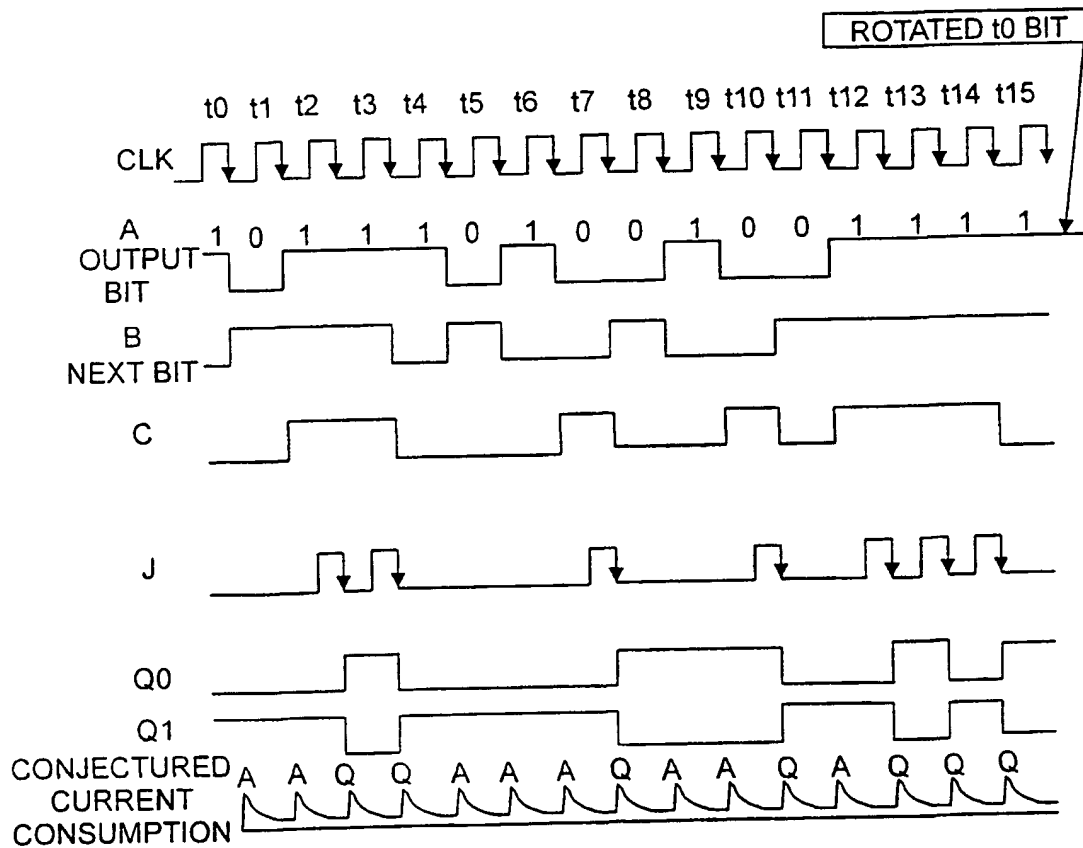 ROTATED t0 BIT
t0 t1 t2 t3 t4 t5 t6 t7 t8 t9 t10 t11 t12 t13 t14 t15
CLK
A
OUTPUT
BIT
1 0 1 1 1 0 1 0 0 1 0 0 1 1 1 1
B
NEXT BIT
C
J
Q0
Q1
CONJECTURED
CURRENT
CONSUMPTION
A A Q Q A A A Q A A Q A Q Q Q